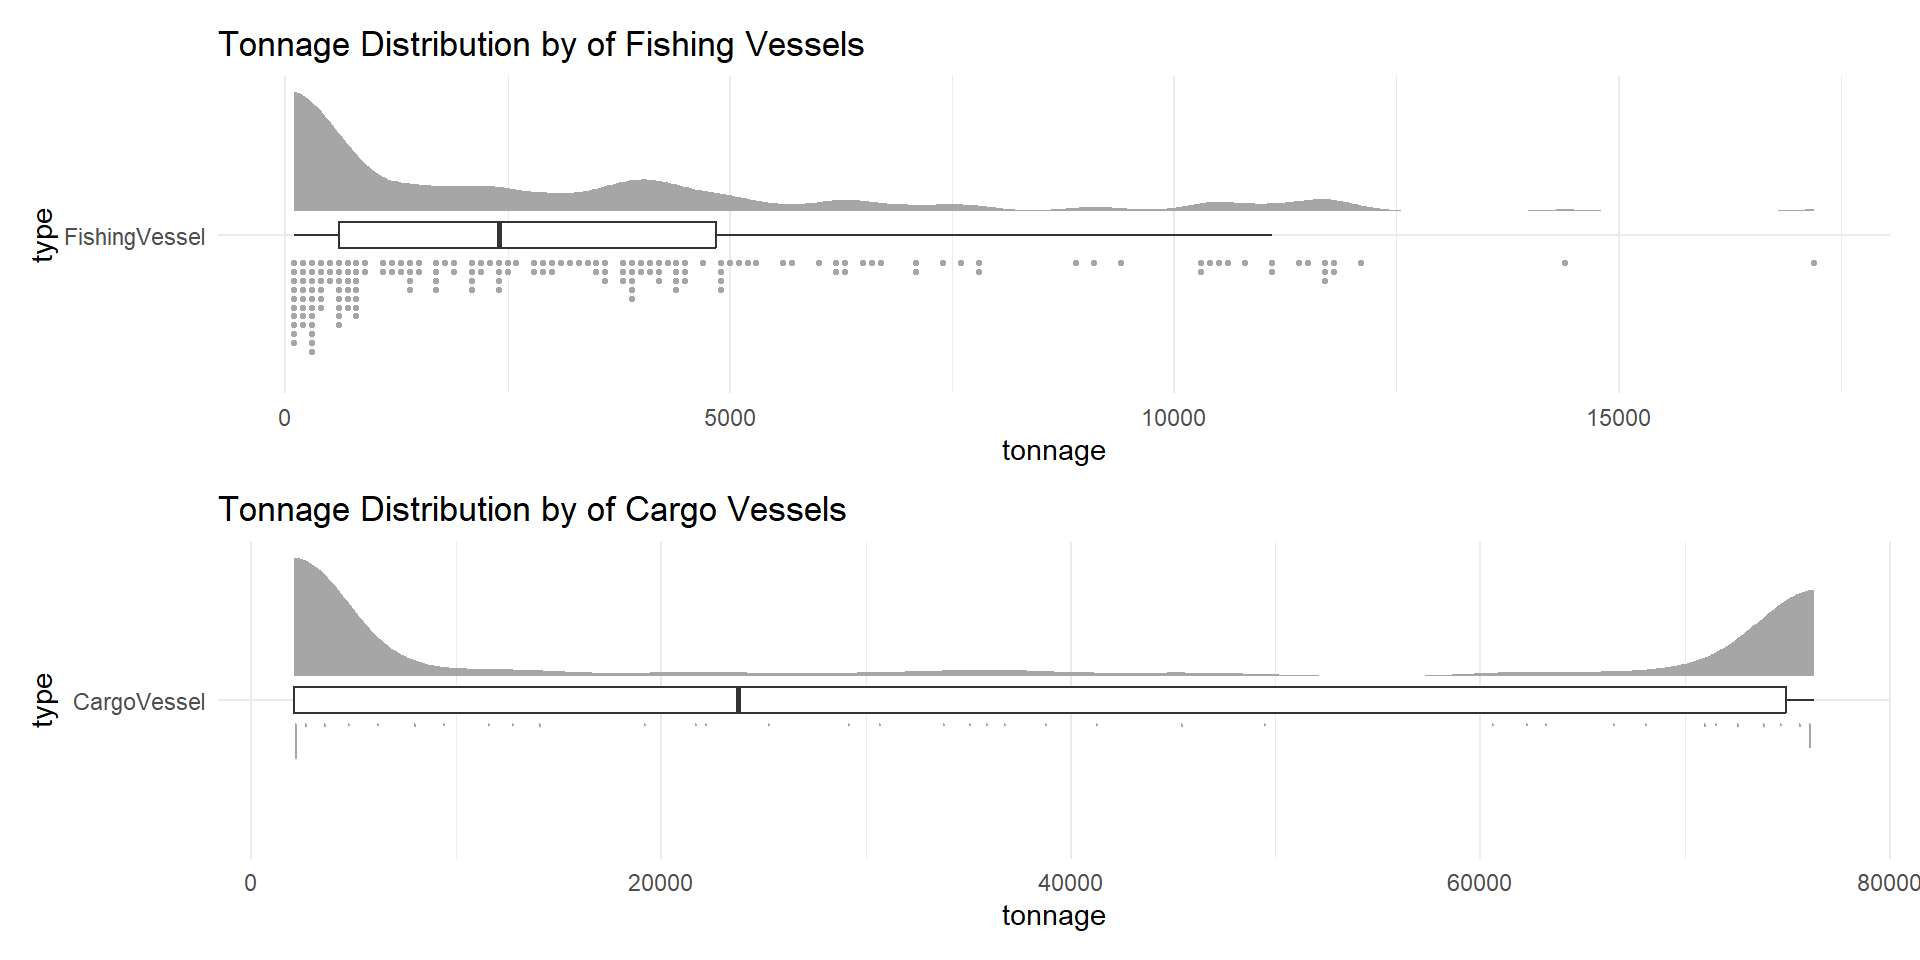 Tonnage Distribution by of Fishing Vessels
type
FishingVessel
0 5000 10000 15000
tonnage
Tonnage Distribution by of Cargo Vessels
type
CargoVessel
0 20000 40000 60000 80000
tonnage